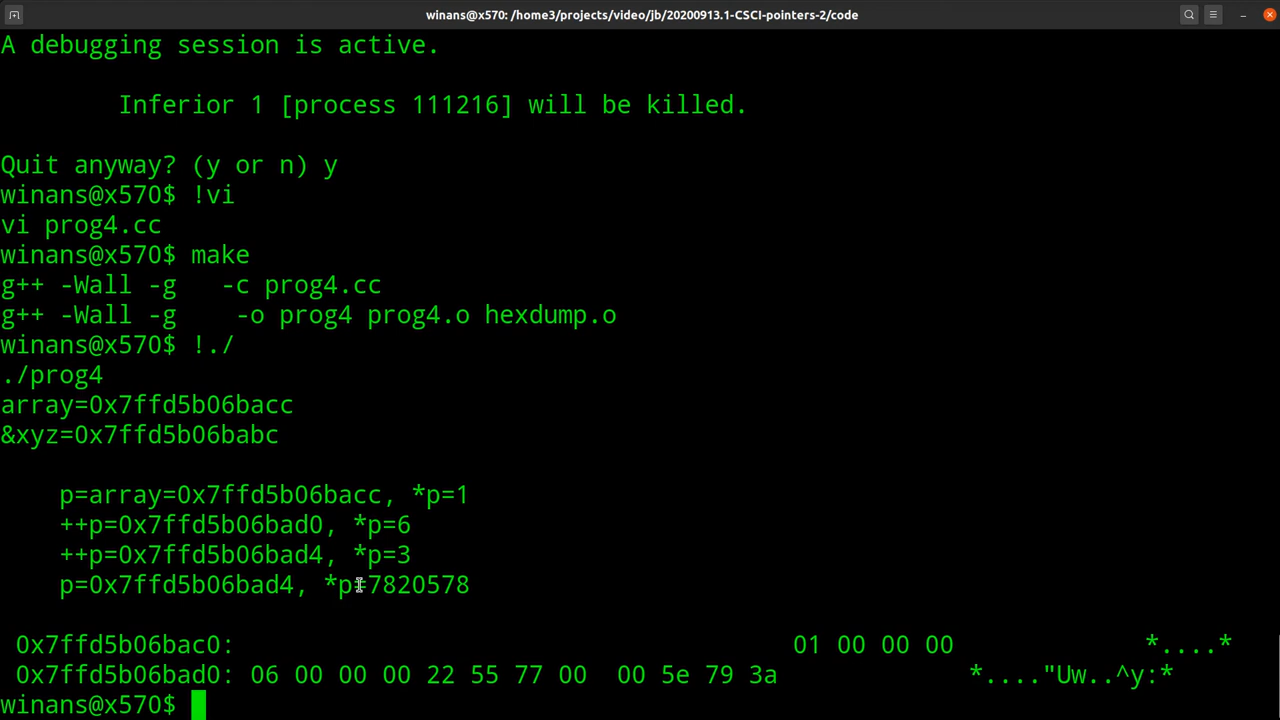 winans@x570: /home3/projects/video/jb/20200913.1-CSCI-pointers-2/code
A debugging session is active.
Inferior 1 [process 111216] will be killed.
Quit anyway? (y or n) y
winans@x570$ !vi
vi prog4.cc
winans@x570$ make
g++ -Wall -g   -c prog4.cc
g++ -Wall -g    -o prog4 prog4.o hexdump.o
winans@x570$ !./
./prog4
array=0x7ffd5b06bacc
&xyz=0x7ffd5b06babc
p=array=0x7ffd5b06bacc, *p=1
++p=0x7ffd5b06bad0, *p=6
++p=0x7ffd5b06bad4, *p=3
p=0x7ffd5b06bad4, *p=7820578
0x7ffd5b06bac0:                                      01 00 00 00             *....*
0x7ffd5b06bad0: 06 00 00 00 22 55 77 00  00 5e 79 3a             *...."Uw..^y:*
winans@x570$